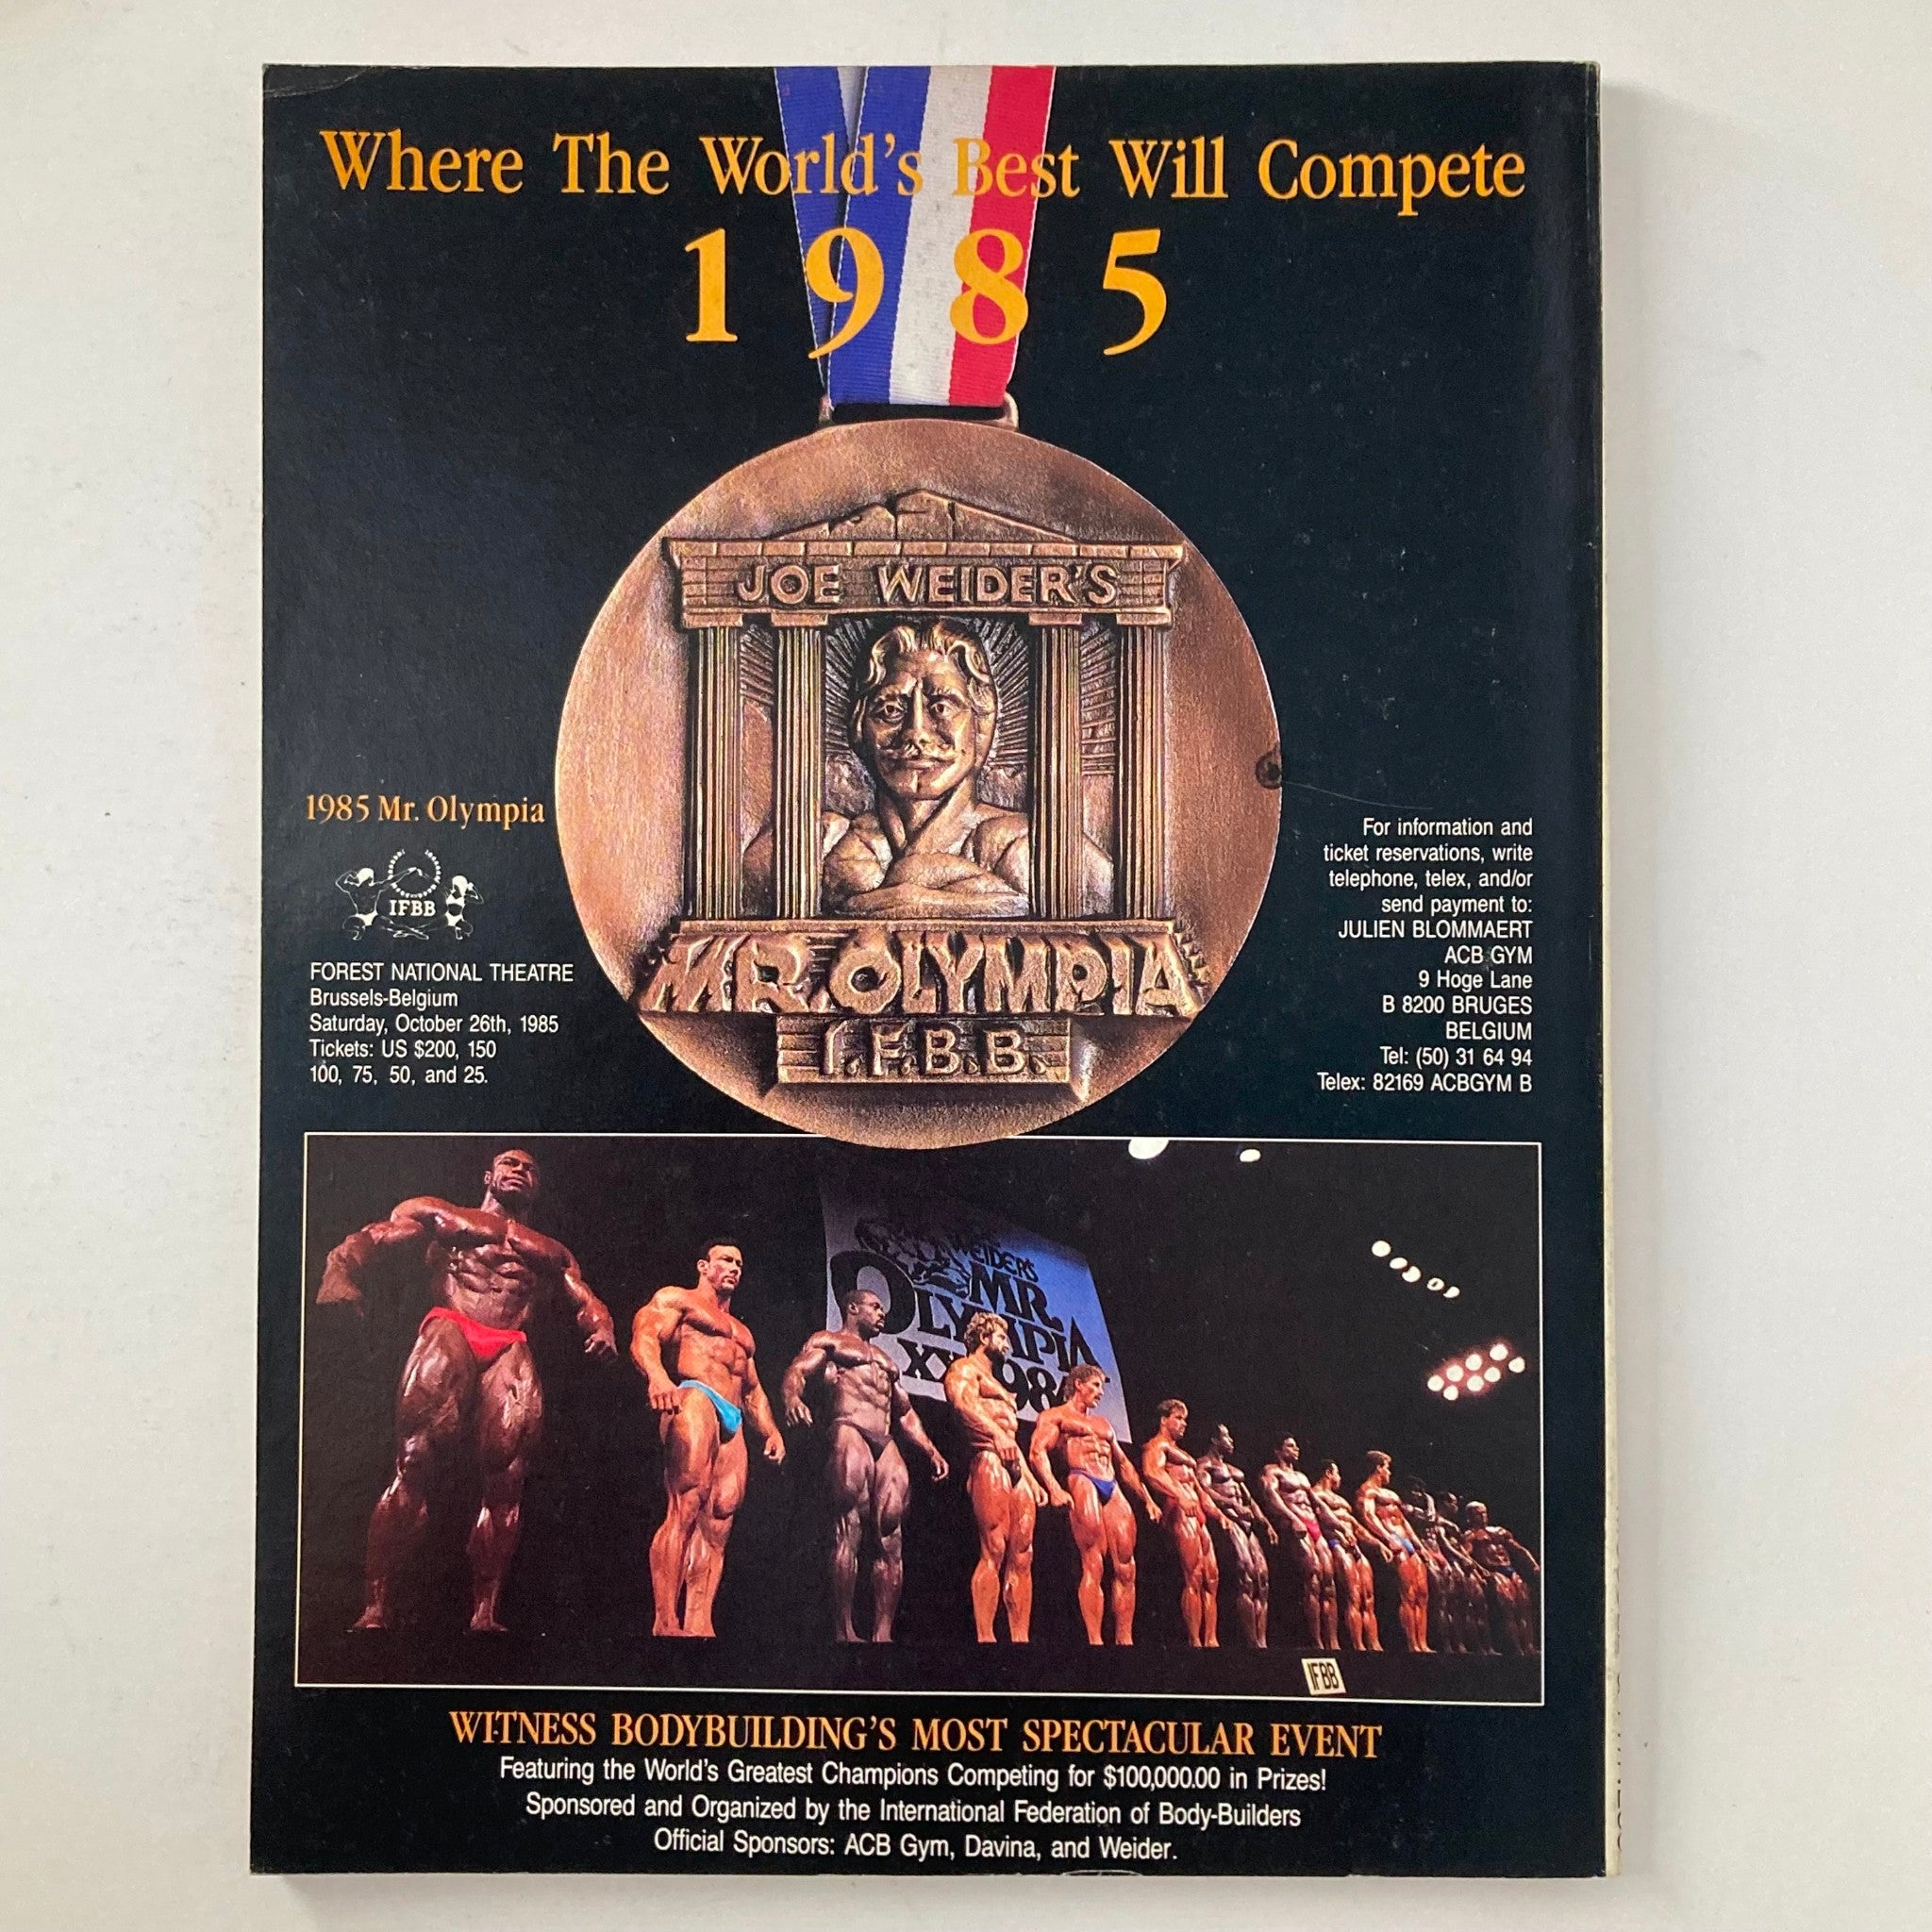 Where The World's Best Will Compete
1985
JOE WEIDER'S
MR. OLYMPIA
I.F.B.B.
1985 Mr. Olympia
IFBB
FOREST NATIONAL THEATRE
Brussels-Belgium
Saturday, October 26th, 1985
Tickets: US $200, 150
100, 75, 50, and 25.
For information and
ticket reservations, write
telephone, telex, and/or
send payment to:
JULIEN BLOMMAERT
ACB GYM
9 Hoge Lane
B 8200 BRUGES
BELGIUM
Tel: (50) 31 64 94
Telex: 82169 ACBGYM B
WEIDER'S
MR.
OLYMPIA
IFBB
WITNESS BODYBUILDING'S MOST SPECTACULAR EVENT
Featuring the World's Greatest Champions Competing for $100,000.00 in Prizes!
Sponsored and Organized by the International Federation of Body-Builders
Official Sponsors: ACB Gym, Davina, and Weider.